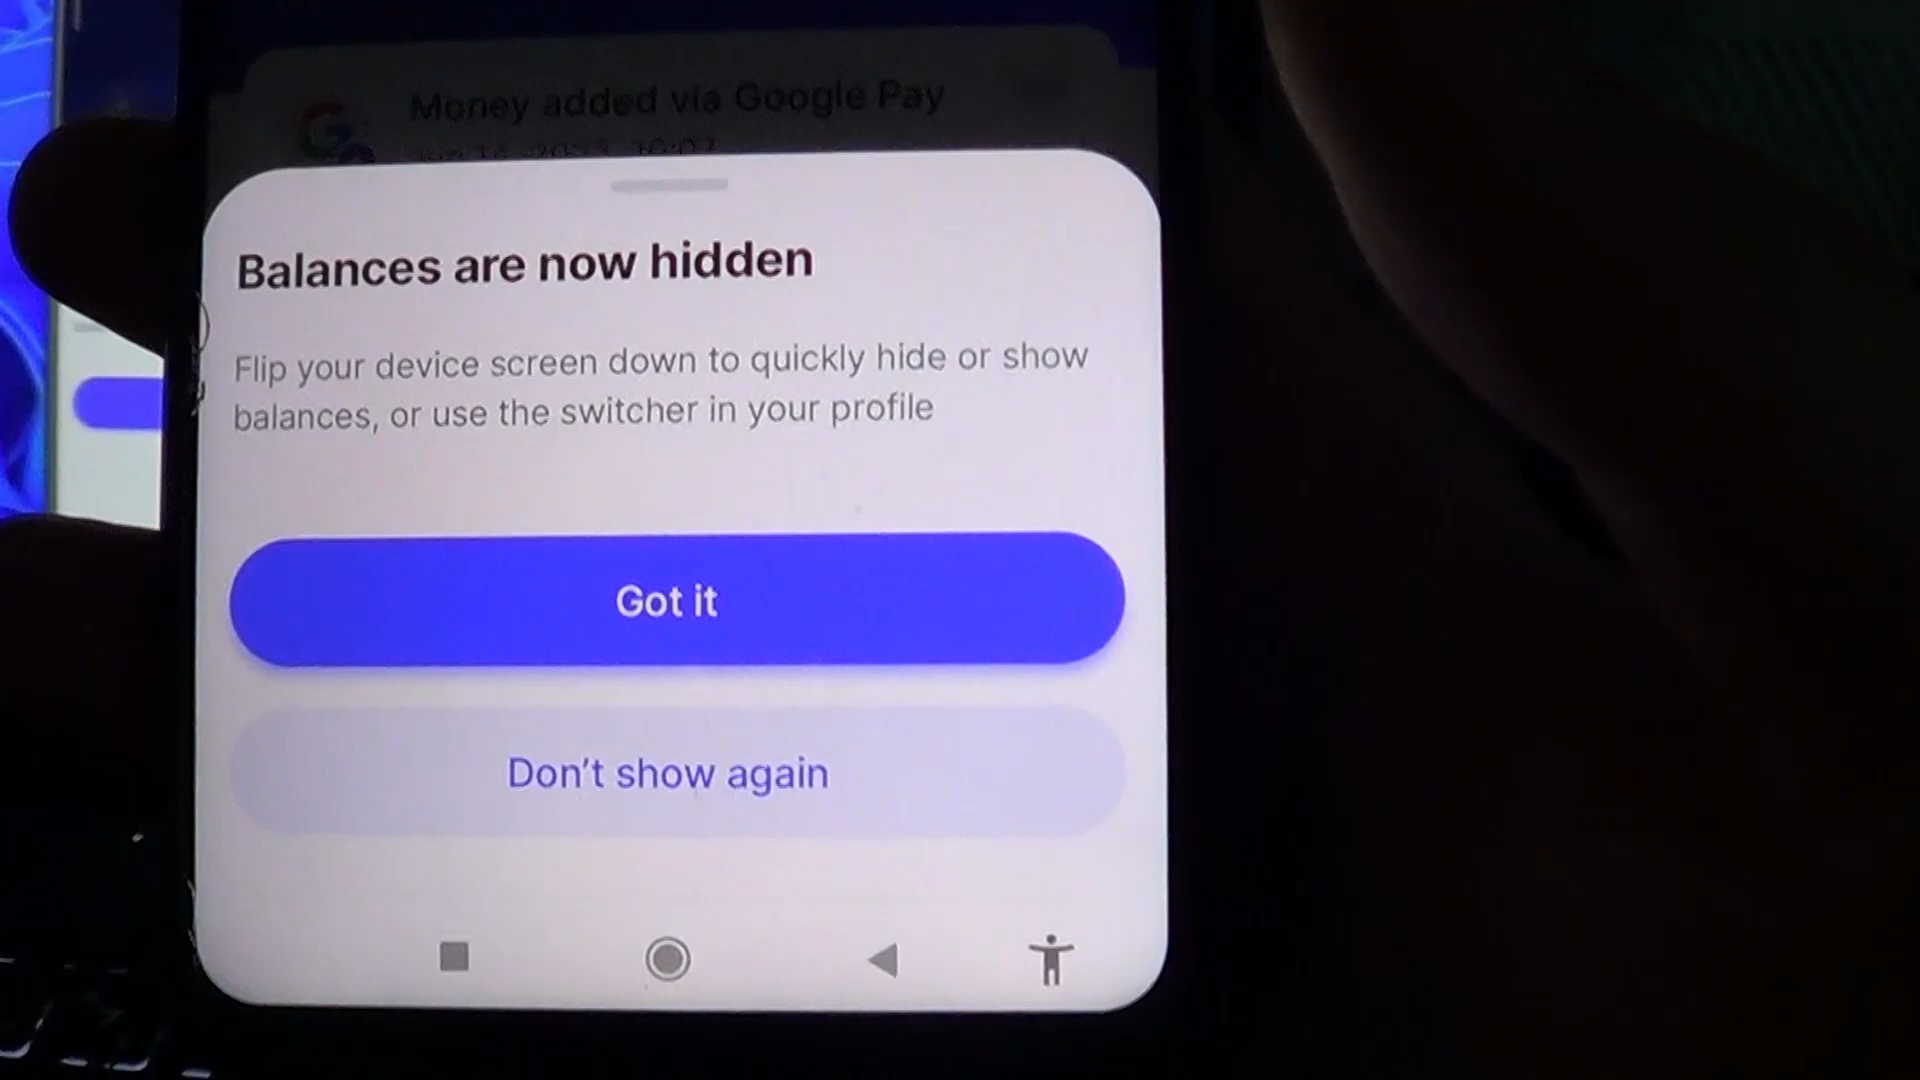 Money added via Google Pay
Balances are now hidden
Flip your device screen down to quickly hide or show
balances, or use the switcher in your profile
Got it
Don't show again